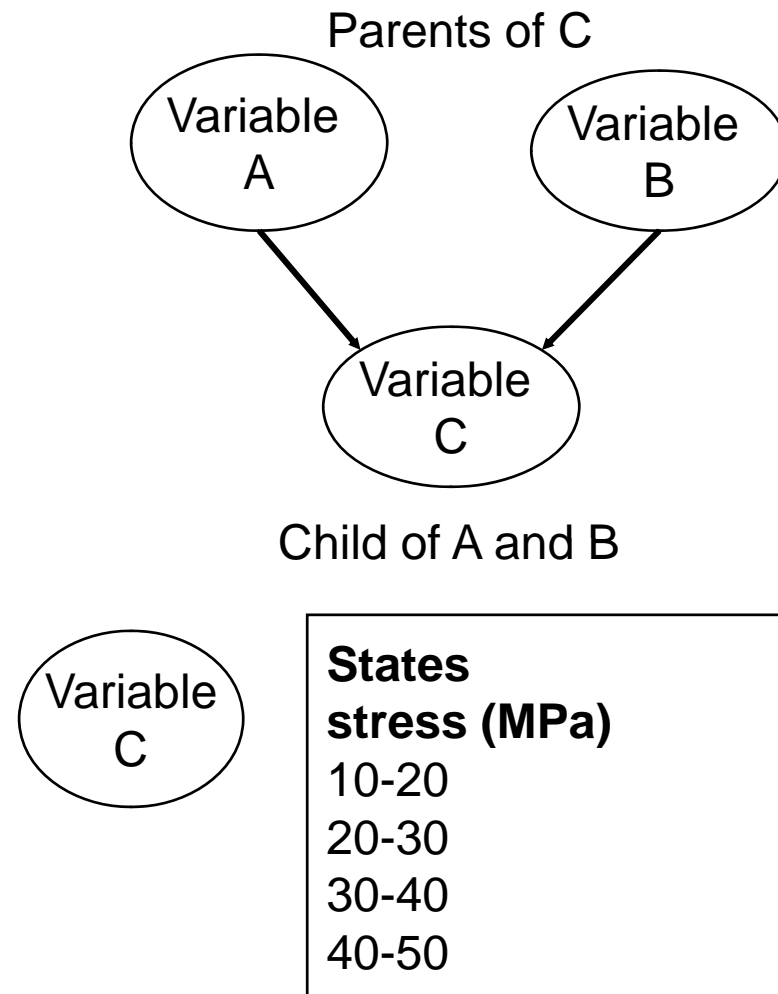 Parents of C
Variable
A
Variable
B
Variable
C
Child of A and B
Variable
C
States
stress (MPa)
10-20
20-30
30-40
40-50